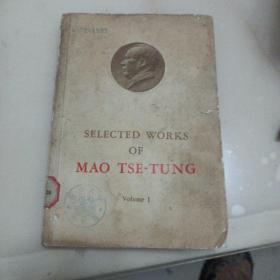 SELECTED WORKS
OF
MAO TSE-TUNG
Volume I